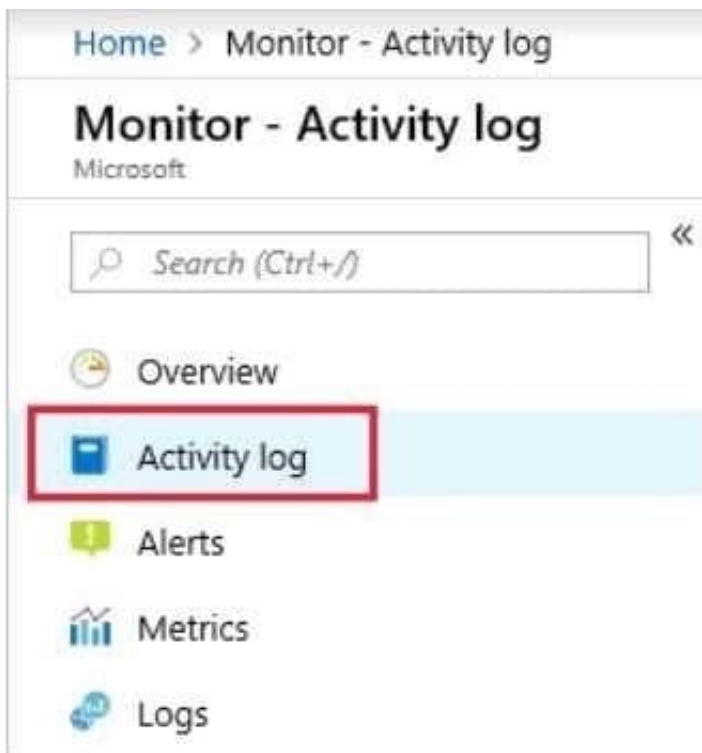 Home > Monitor - Activity log
Monitor - Activity log
Microsoft
Search (Ctrl+/)
«
Overview
Activity log
Alerts
Metrics
Logs